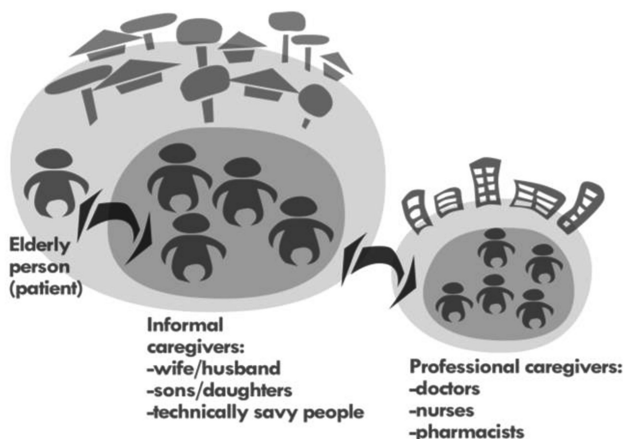 Elderly
person
(patient)
Informal
caregivers:
-wife/husband
-sons/daughters
-technically savy people
Professional caregivers:
-doctors
-nurses
-pharmacists